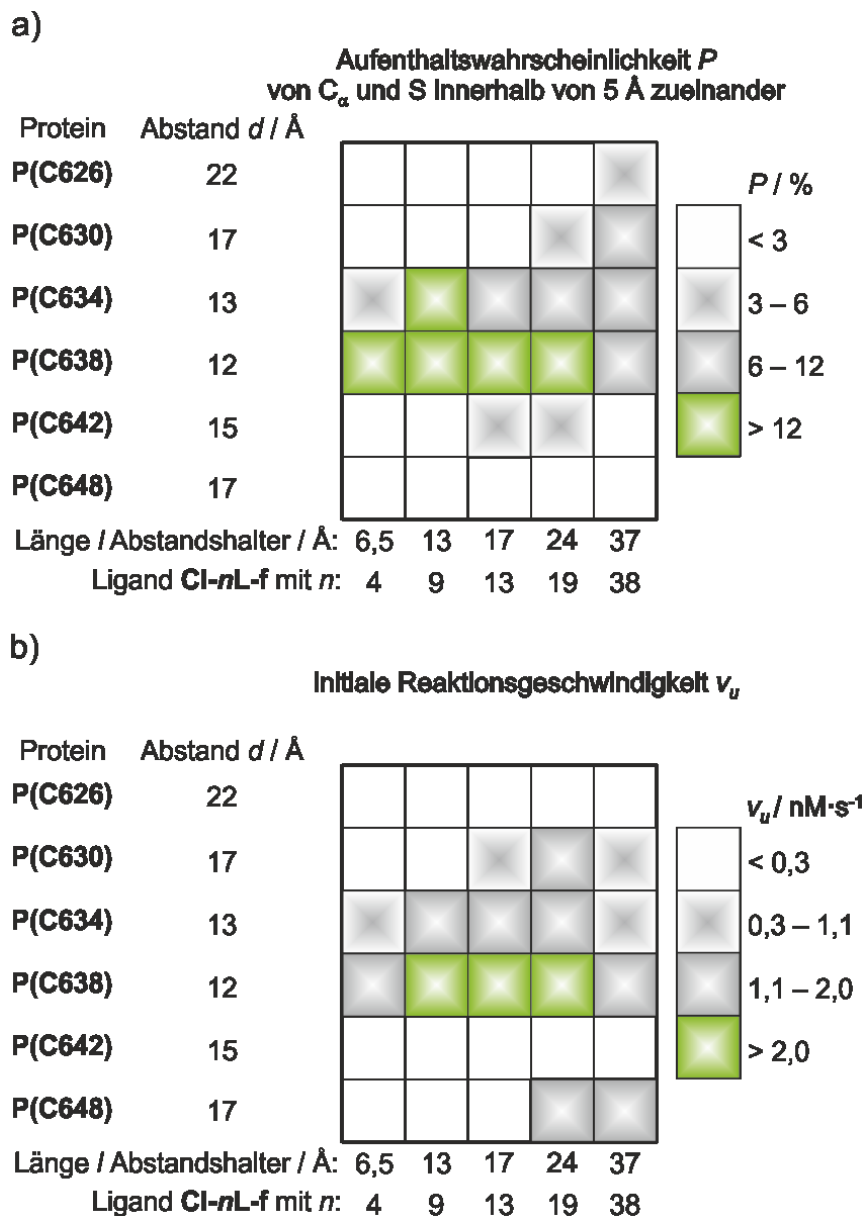 a)
Aufenthaltswahrscheinlichkeit P
von Cα und S innerhalb von 5 Å zueinander
Protein Abstand d / Å
P(C626) 22
P(C630) 17
P(C634) 13
P(C638) 12
P(C642) 15
P(C648) 17
P / %
< 3
3 – 6
6 – 12
> 12
Länge / Abstandshalter / Å: 6,5 13 17 24 37
Ligand Cl-nL-f mit n: 4 9 13 19 38
b)
Initiale Reaktionsgeschwindigkeit vu
Protein Abstand d / Å
P(C626) 22
P(C630) 17
P(C634) 13
P(C638) 12
P(C642) 15
P(C648) 17
vu / nM·s-1
< 0,3
0,3 – 1,1
1,1 – 2,0
> 2,0
Länge / Abstandshalter / Å: 6,5 13 17 24 37
Ligand Cl-nL-f mit n: 4 9 13 19 38